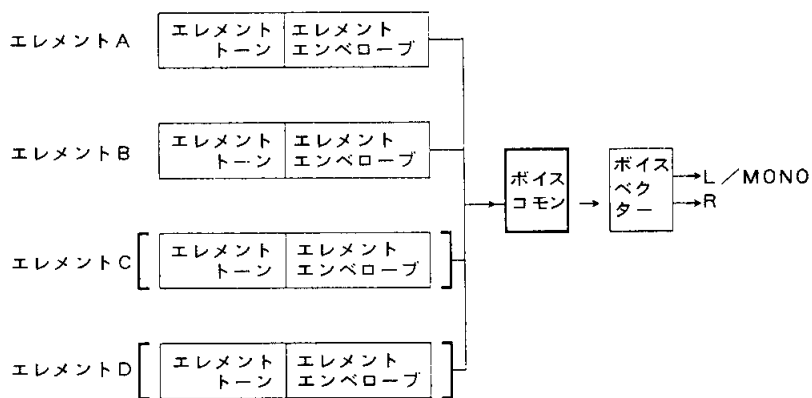 エレメントA
エレメント
トーン
エレメント
エンベロープ
エレメントB
エレメント
トーン
エレメント
エンベロープ
エレメントC
エレメント
トーン
エレメント
エンベロープ
エレメントD
エレメント
トーン
エレメント
エンベロープ
ボイス
コモン
ボイス
ベク
ター
L/MONO
R